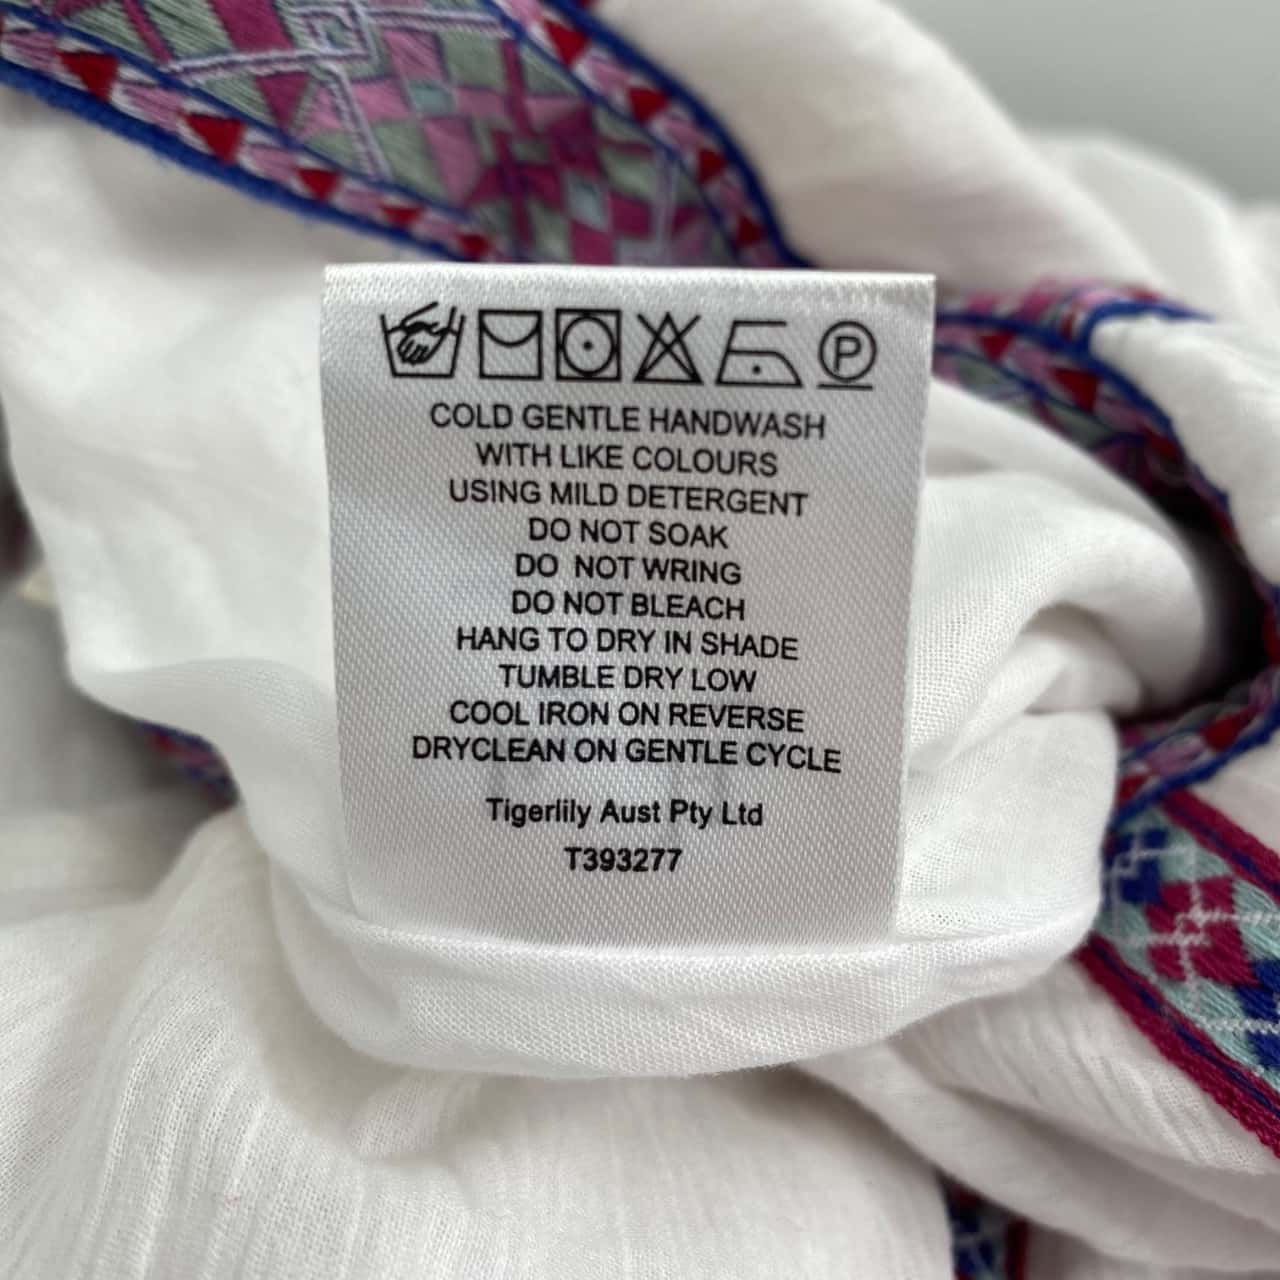 P
COLD GENTLE HANDWASH
WITH LIKE COLOURS
USING MILD DETERGENT
DO NOT SOAK
DO NOT WRING
DO NOT BLEACH
HANG TO DRY IN SHADE
TUMBLE DRY LOW
COOL IRON ON REVERSE
DRYCLEAN ON GENTLE CYCLE
Tigerlily Aust Pty Ltd
T393277